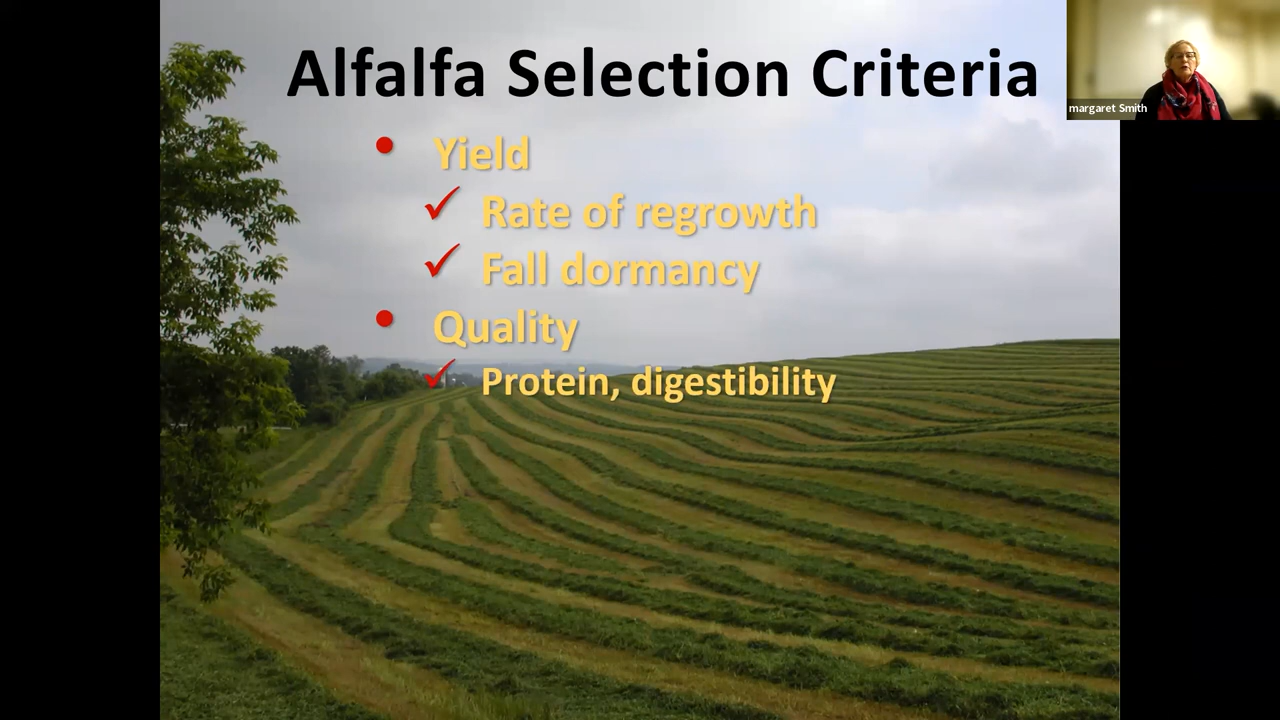 Alfalfa Selection Criteria
margaret Smith
• Yield
✓ Rate of regrowth
✓ Fall dormancy
• Quality
✓ Protein, digestibility